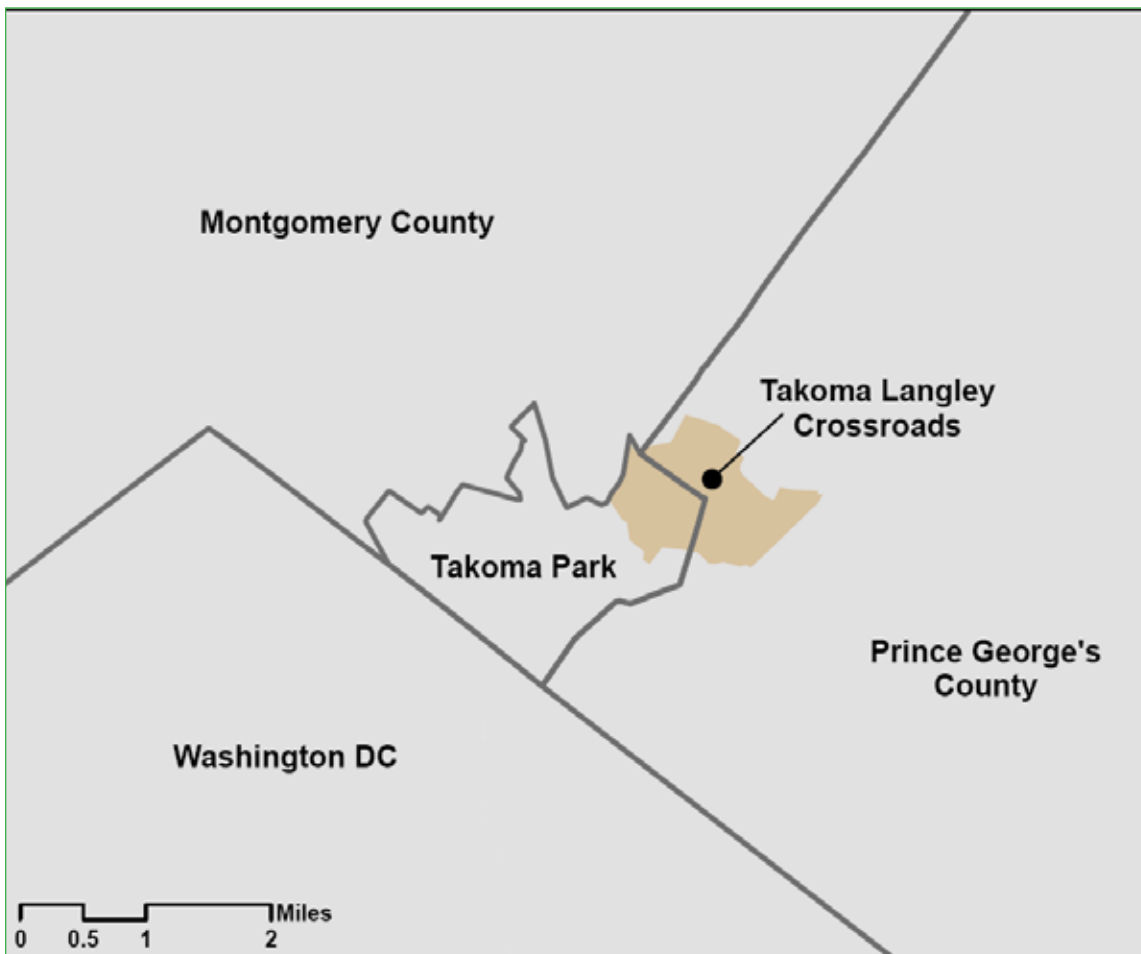 Montgomery County
Takoma Langley
Crossroads
Takoma Park
Prince George's
County
Washington DC
Miles
0 0.5 1 2